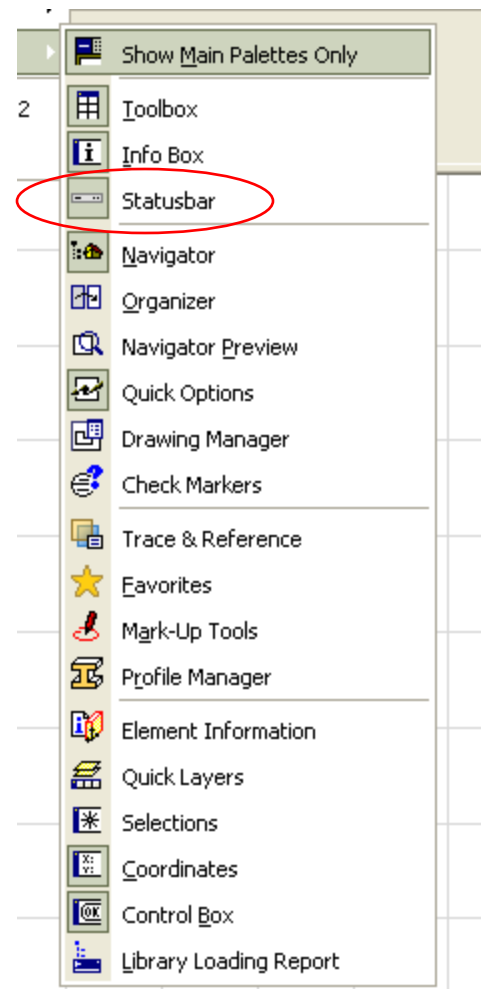 Show Main Palettes Only
2
Toolbox
Info Box
Statusbar
Navigator
Organizer
Navigator Preview
Quick Options
Drawing Manager
Check Markers
Trace & Reference
Favorites
Mark-Up Tools
Profile Manager
Element Information
Quick Layers
Selections
Coordinates
Control Box
Library Loading Report